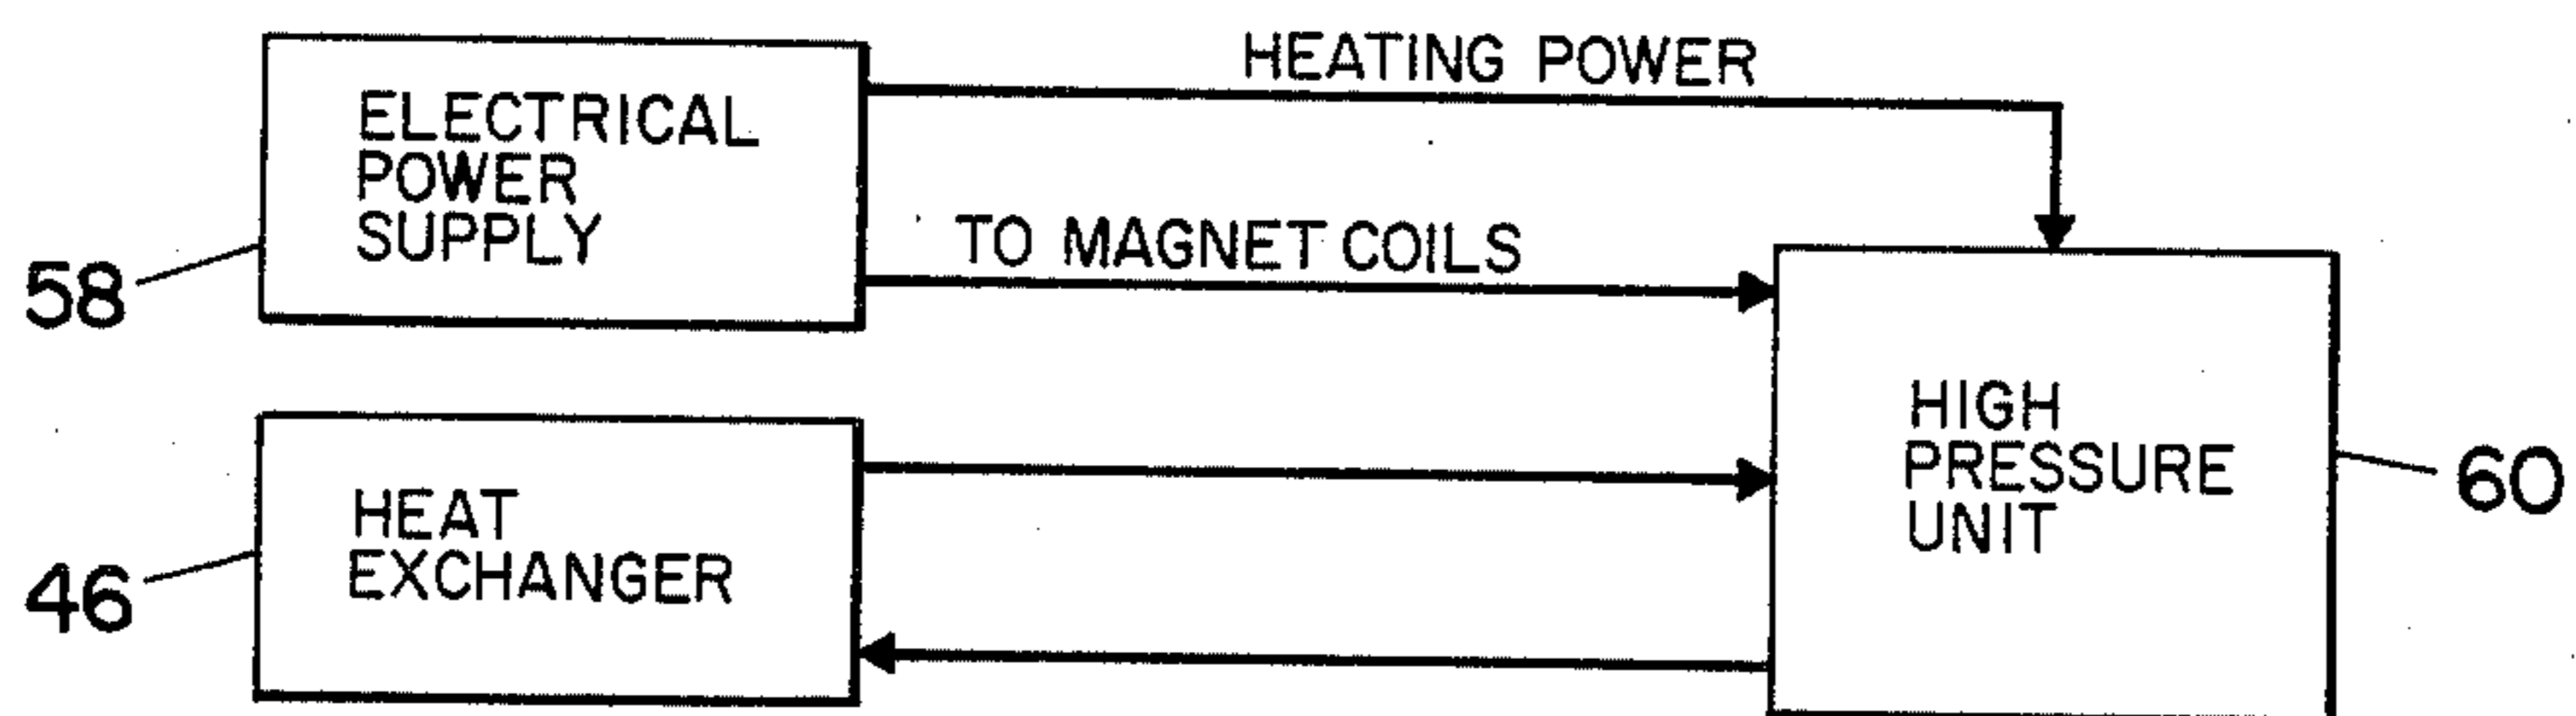 HEATING POWER
ELECTRICAL
POWER
SUPPLY
TO MAGNET COILS
58
HIGH
PRESSURE
UNIT
60
HEAT
EXCHANGER
46